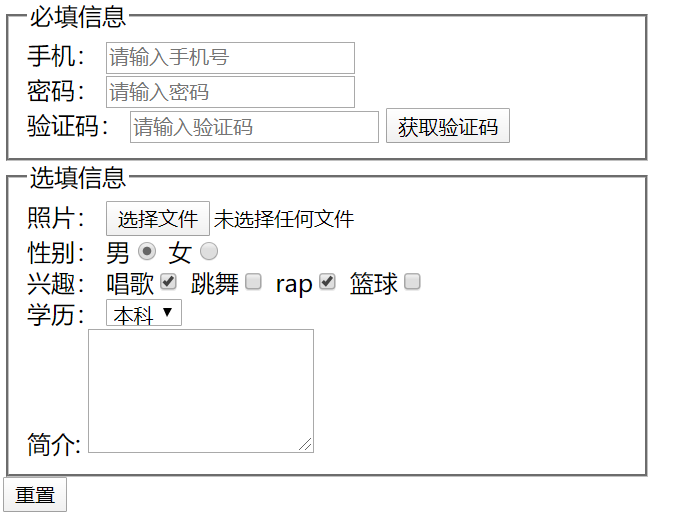 必填信息
手机： 请输入手机号
密码： 请输入密码
验证码： 请输入验证码 获取验证码
选填信息
照片： 选择文件 未选择任何文件
性别： 男 女
兴趣： 唱歌 跳舞 rap 篮球
学历： 本科
简介:
重置